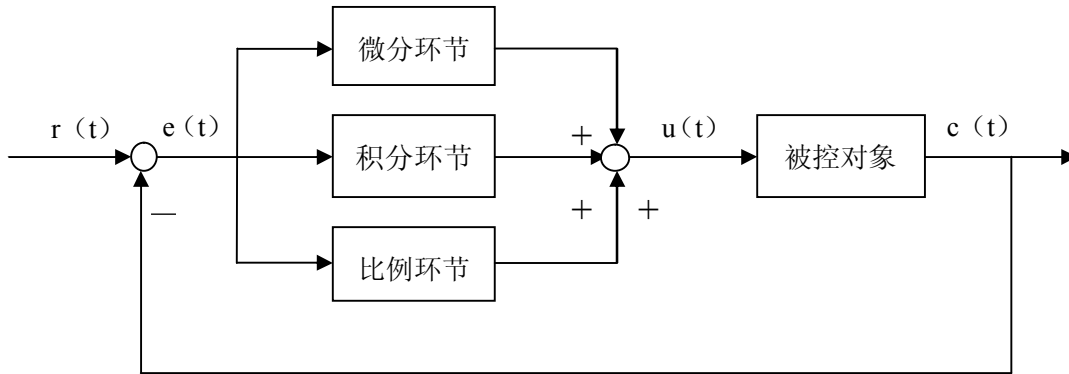 微分环节
r（t）
e（t）
＋
u（t）
c（t）
积分环节
被控对象
—
＋
＋
比例环节